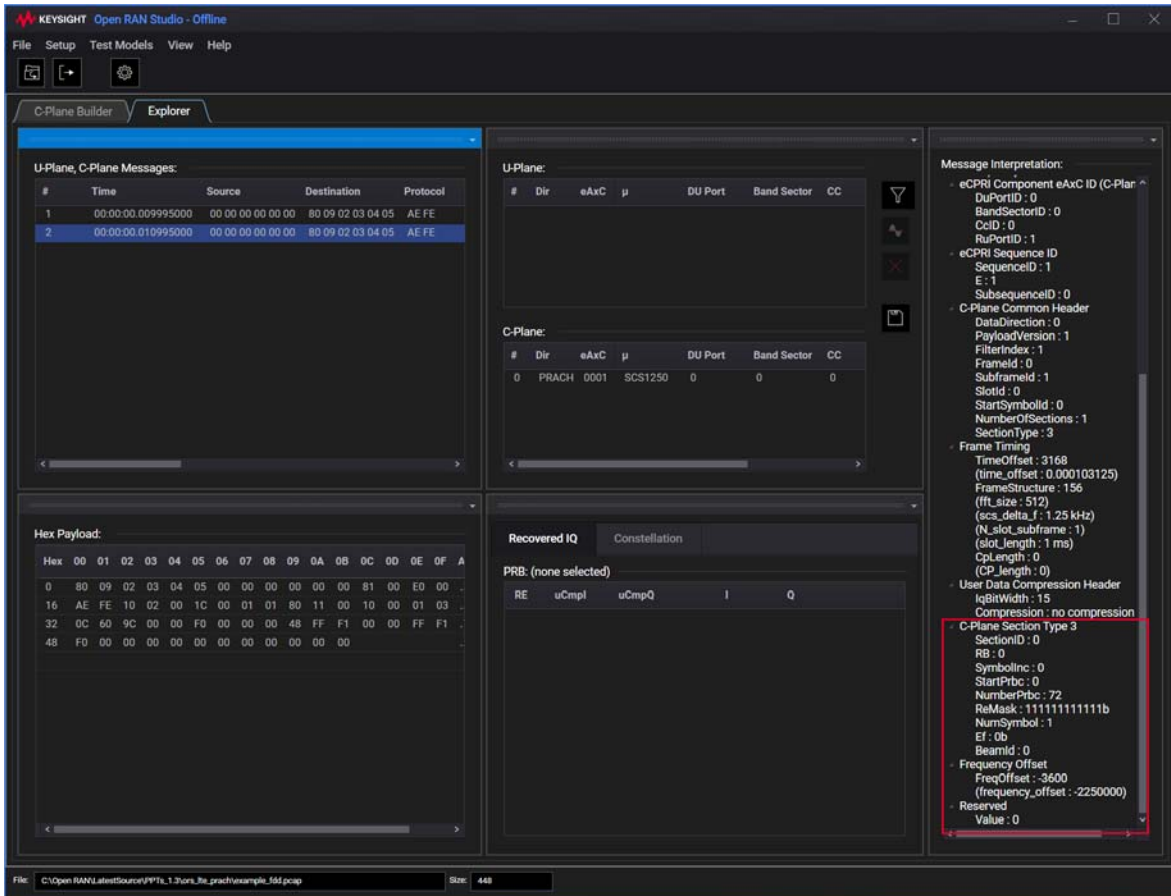 KEYSIGHT Open RAN Studio - Offline
File Setup Test Models View Help
C-Plane Builder Explorer
U-Plane, C-Plane Messages:
# Time Source Destination Protocol
1 00:00:00.009995000 00 00 00 00 00 00 80 09 02 03 04 05 AE FE
2 00:00:00.010995000 00 00 00 00 00 00 80 09 02 03 04 05 AE FE
U-Plane:
# Dir eAxC µ DU Port Band Sector CC
C-Plane:
# Dir eAxC µ DU Port Band Sector CC
0 PRACH 0001 SCS1250 0 0 0
Hex Payload:
Hex 00 01 02 03 04 05 06 07 08 09 0A 0B 0C 0D 0E 0F A
0 80 09 02 03 04 05 00 00 00 00 00 00 81 00 E0 00 .
16 AE FE 10 02 00 1C 00 01 01 80 11 00 10 00 01 03 .
32 0C 60 9C 00 00 F0 00 00 00 48 FF F1 00 00 FF F1 .
48 F0 00 00 00 00 00 00 00 00 00 00 00 .
Recovered IQ Constellation
PRB: (none selected)
RE uCmpI uCmpQ I Q
Message Interpretation:
eCPRI Component eAxC ID (C-Plan
DuPortID : 0
BandSectorID : 0
CcID : 0
RuPortID : 1
eCPRI Sequence ID
SequenceID : 1
E : 1
SubsequenceID : 0
C-Plane Common Header
DataDirection : 0
PayloadVersion : 1
FilterIndex : 1
FrameId : 0
SubframeId : 1
SlotId : 0
StartSymbolId : 0
NumberOfSections : 1
SectionType : 3
Frame Timing
TimeOffset : 3168
(time_offset : 0.000103125)
FrameStructure : 156
(fft_size : 512)
(scs_delta_f : 1.25 kHz)
(N_slot_subframe : 1)
(slot_length : 1 ms)
CpLength : 0
(CP_length : 0)
User Data Compression Header
IqBitWidth : 15
Compression : no compression
C-Plane Section Type 3
SectionID : 0
RB : 0
SymbolInc : 0
StartPrbc : 0
NumberPrbc : 72
ReMask : 111111111111b
NumSymbol : 1
Ef : 0b
BeamId : 0
Frequency Offset
FreqOffset : -3600
(frequency_offset : -2250000)
Reserved
Value : 0
File: C:\Open RAN\LatestSource\PPTs_1.3\ors_lte_prach\example_fdd.pcap Size: 448